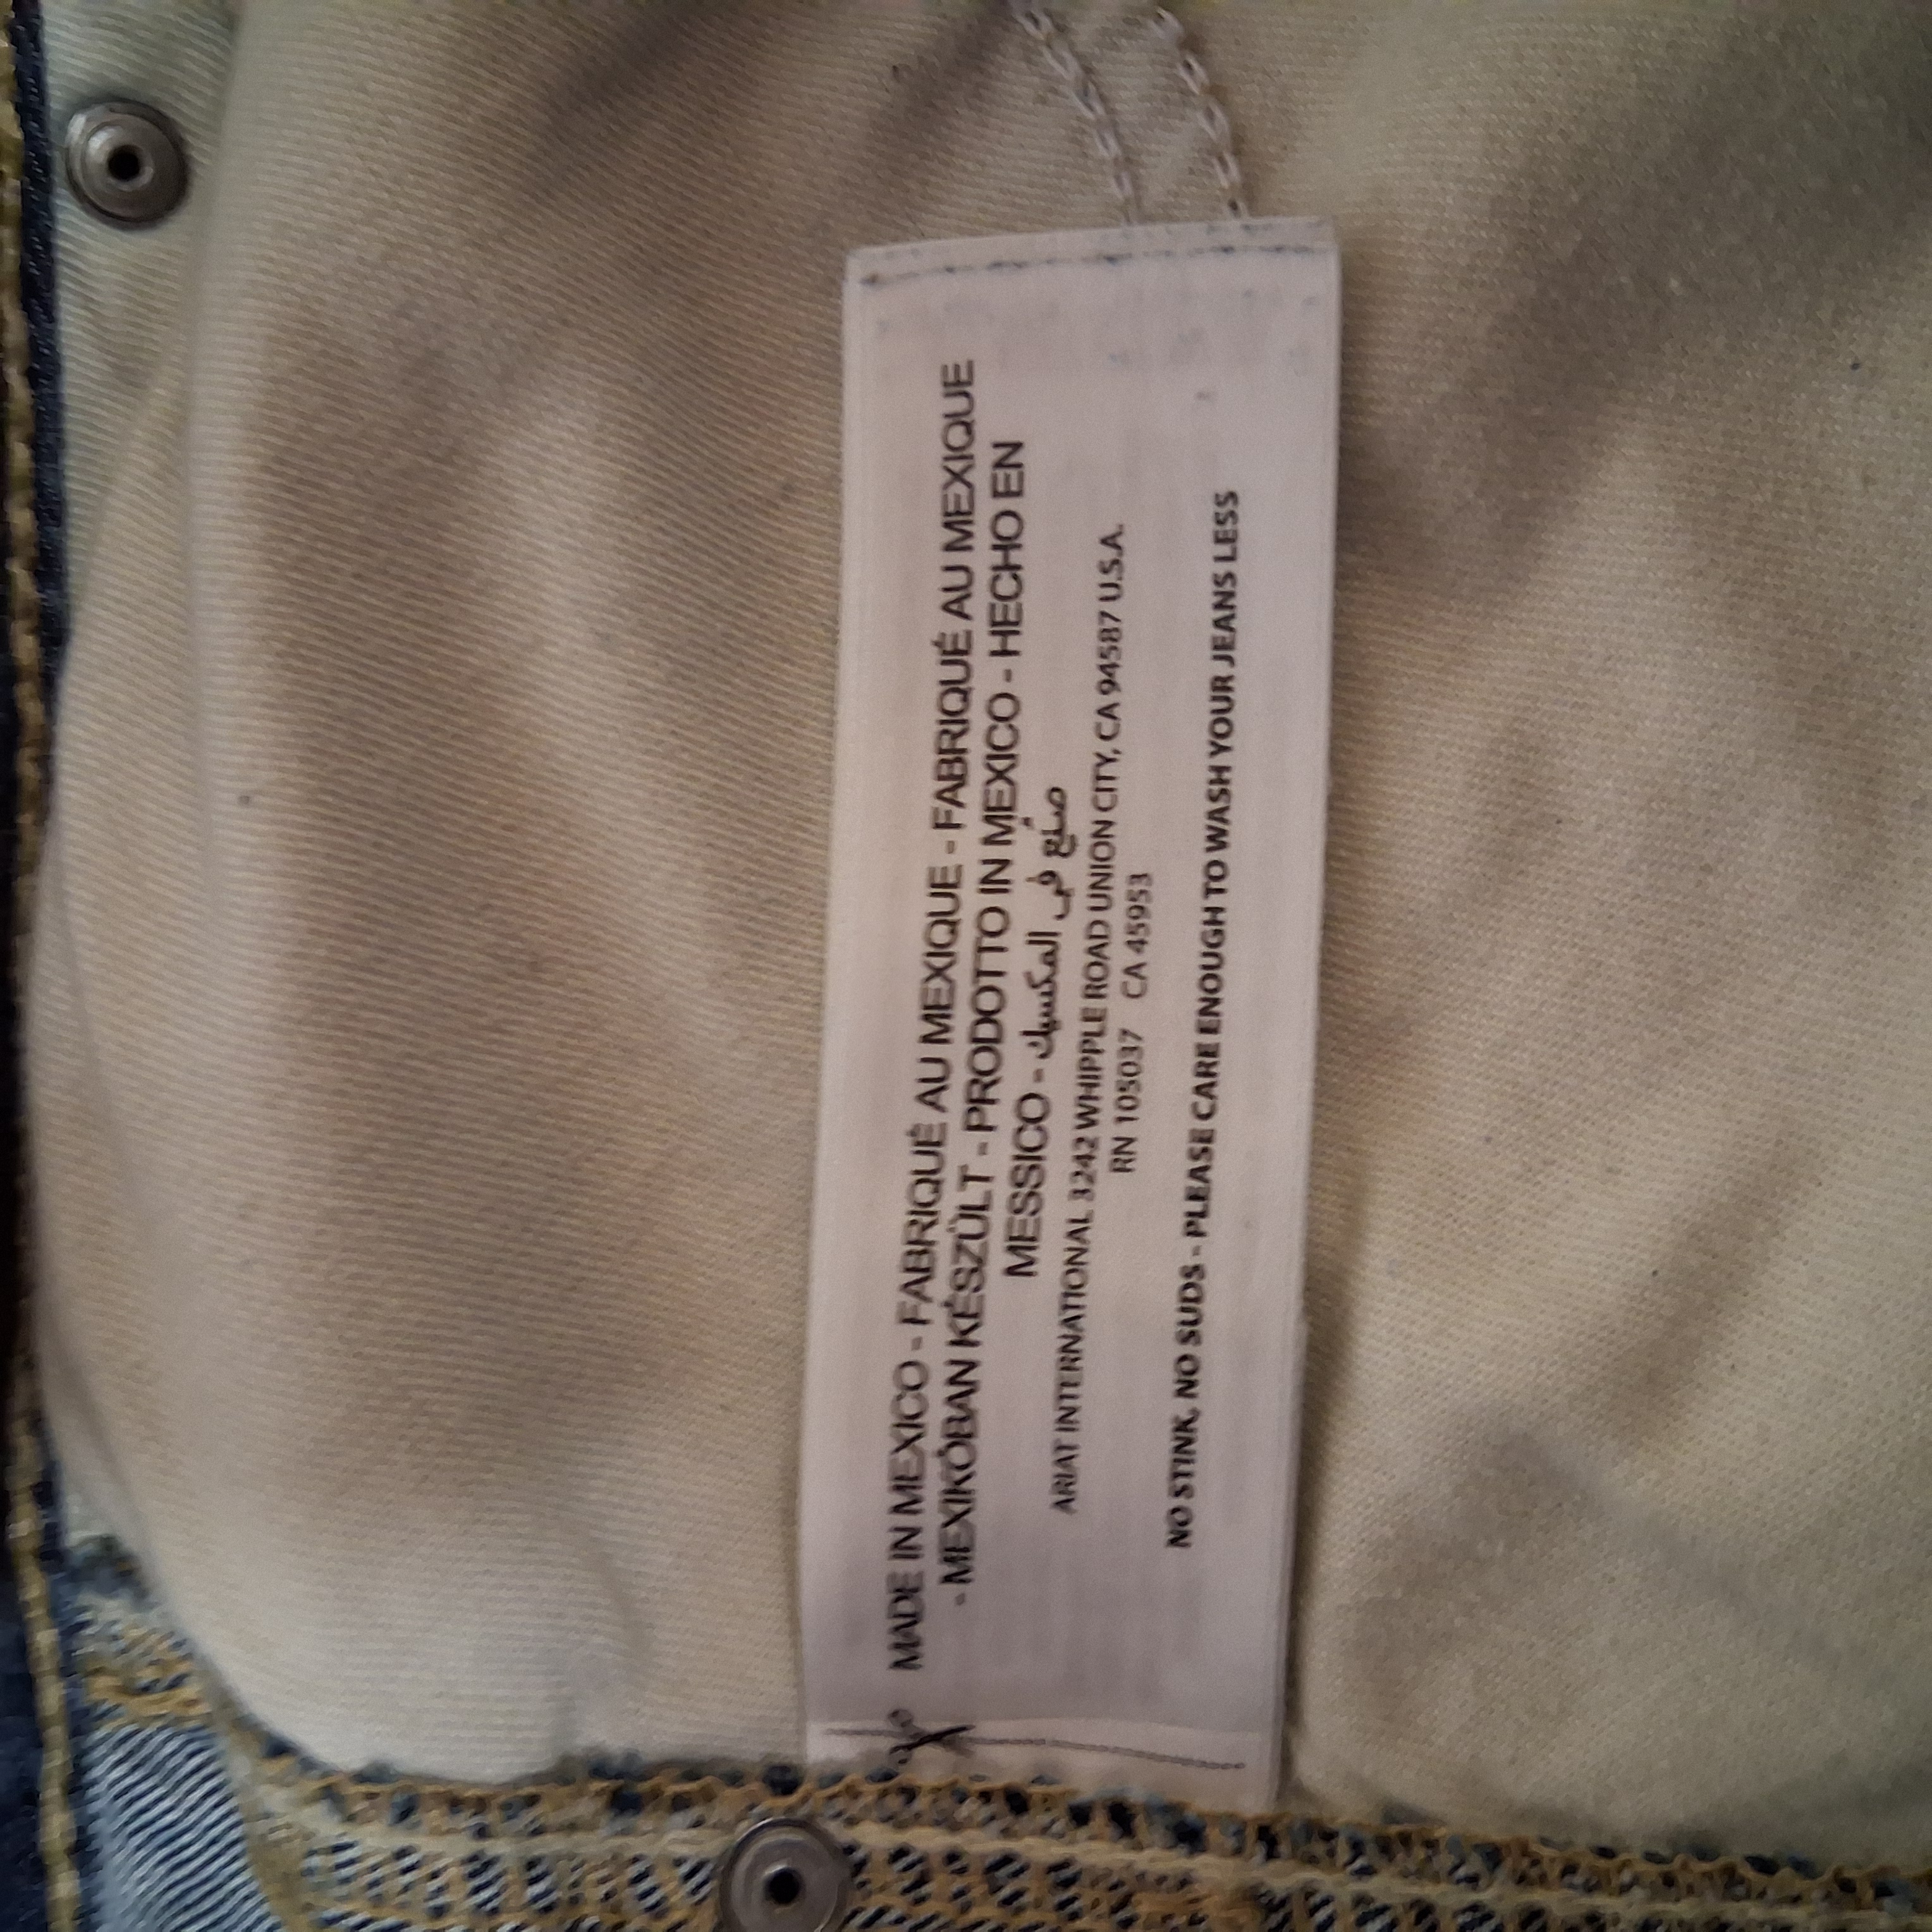 MADE IN MEXICO - FABRIQUÉ AU MEXIQUE - FABRIQUÉ AU MEXIQUE
- MEXIKÓBAN KÉSZÜLT - PRODOTTO IN MEXICO - HECHO EN
MESSICO - صنع في المكسيك
ARIAT INTERNATIONAL 3242 WHIPPLE ROAD UNION CITY, CA 94587 U.S.A.
RN 105037 CA 45953
NO STINK, NO SUDS - PLEASE CARE ENOUGH TO WASH YOUR JEANS LESS